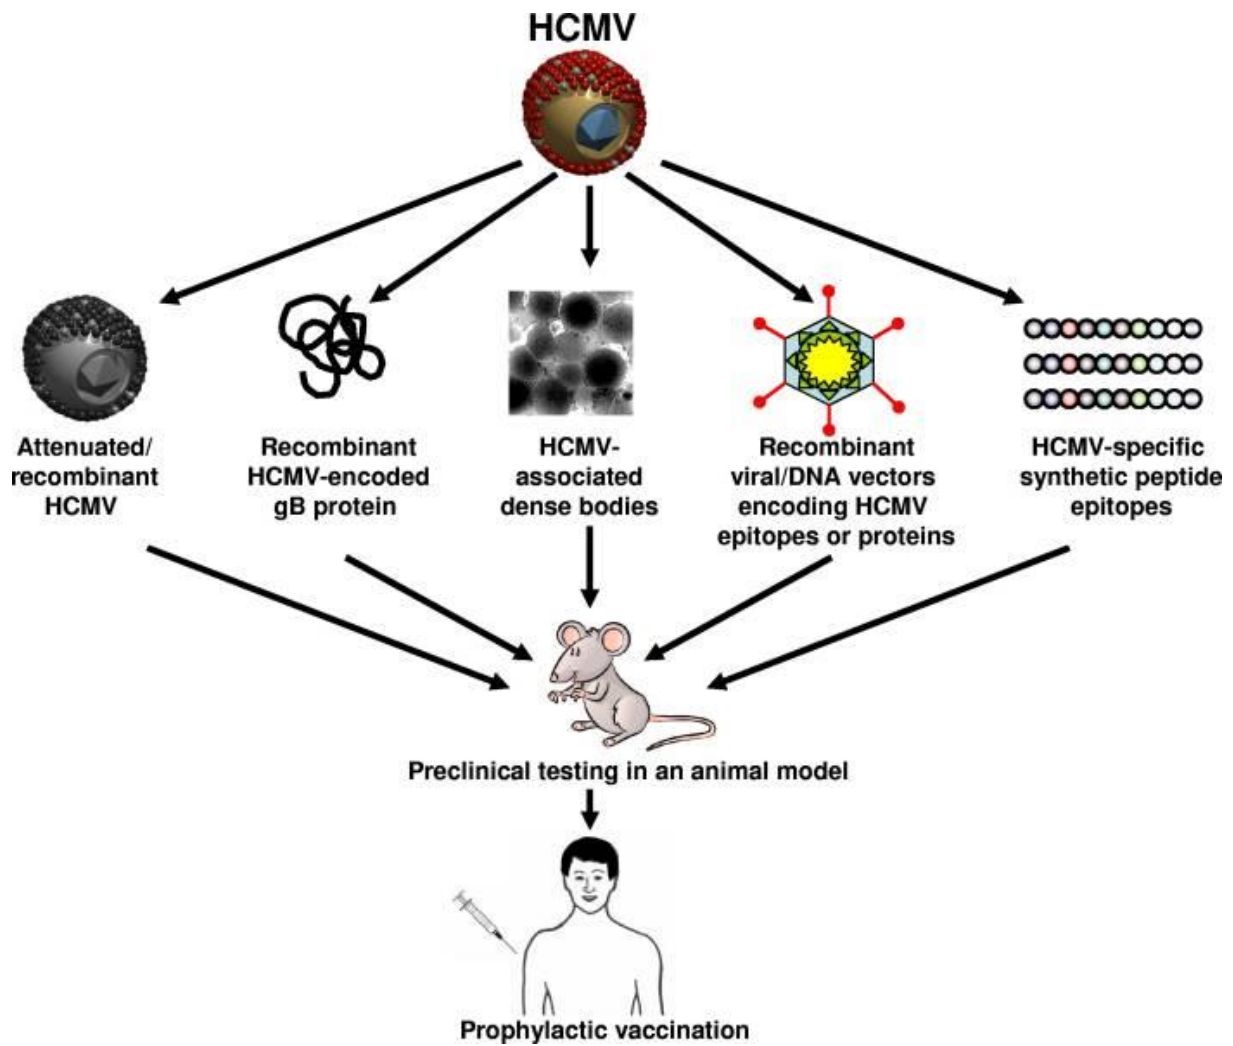 HCMV
Attenuated/
recombinant
HCMV
Recombinant
HCMV-encoded
gB protein
HCMV-
associated
dense bodies
Recombinant
viral/DNA vectors
encoding HCMV
epitopes or proteins
HCMV-specific
synthetic peptide
epitopes
Preclinical testing in an animal model
Prophylactic vaccination